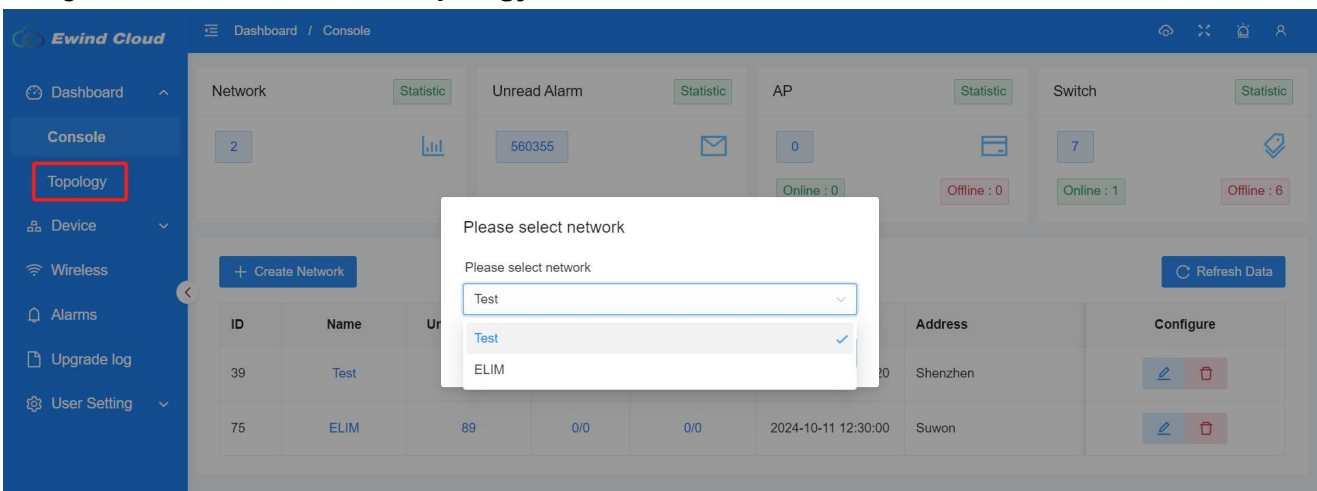 Ewind Cloud
Dashboard / Console
Dashboard
Console
Topology
Device
Wireless
Alarms
Upgrade log
User Setting
Network Statistic
2
Unread Alarm Statistic
560355
AP Statistic
0
Online : 0 Offline : 0
Switch Statistic
7
Online : 1 Offline : 6
+ Create Network
Refresh Data
Please select network
Please select network
Test
Test
ELIM
ID Name Address Configure
39 Test Shenzhen
75 ELIM 89 0/0 0/0 2024-10-11 12:30:00 Suwon